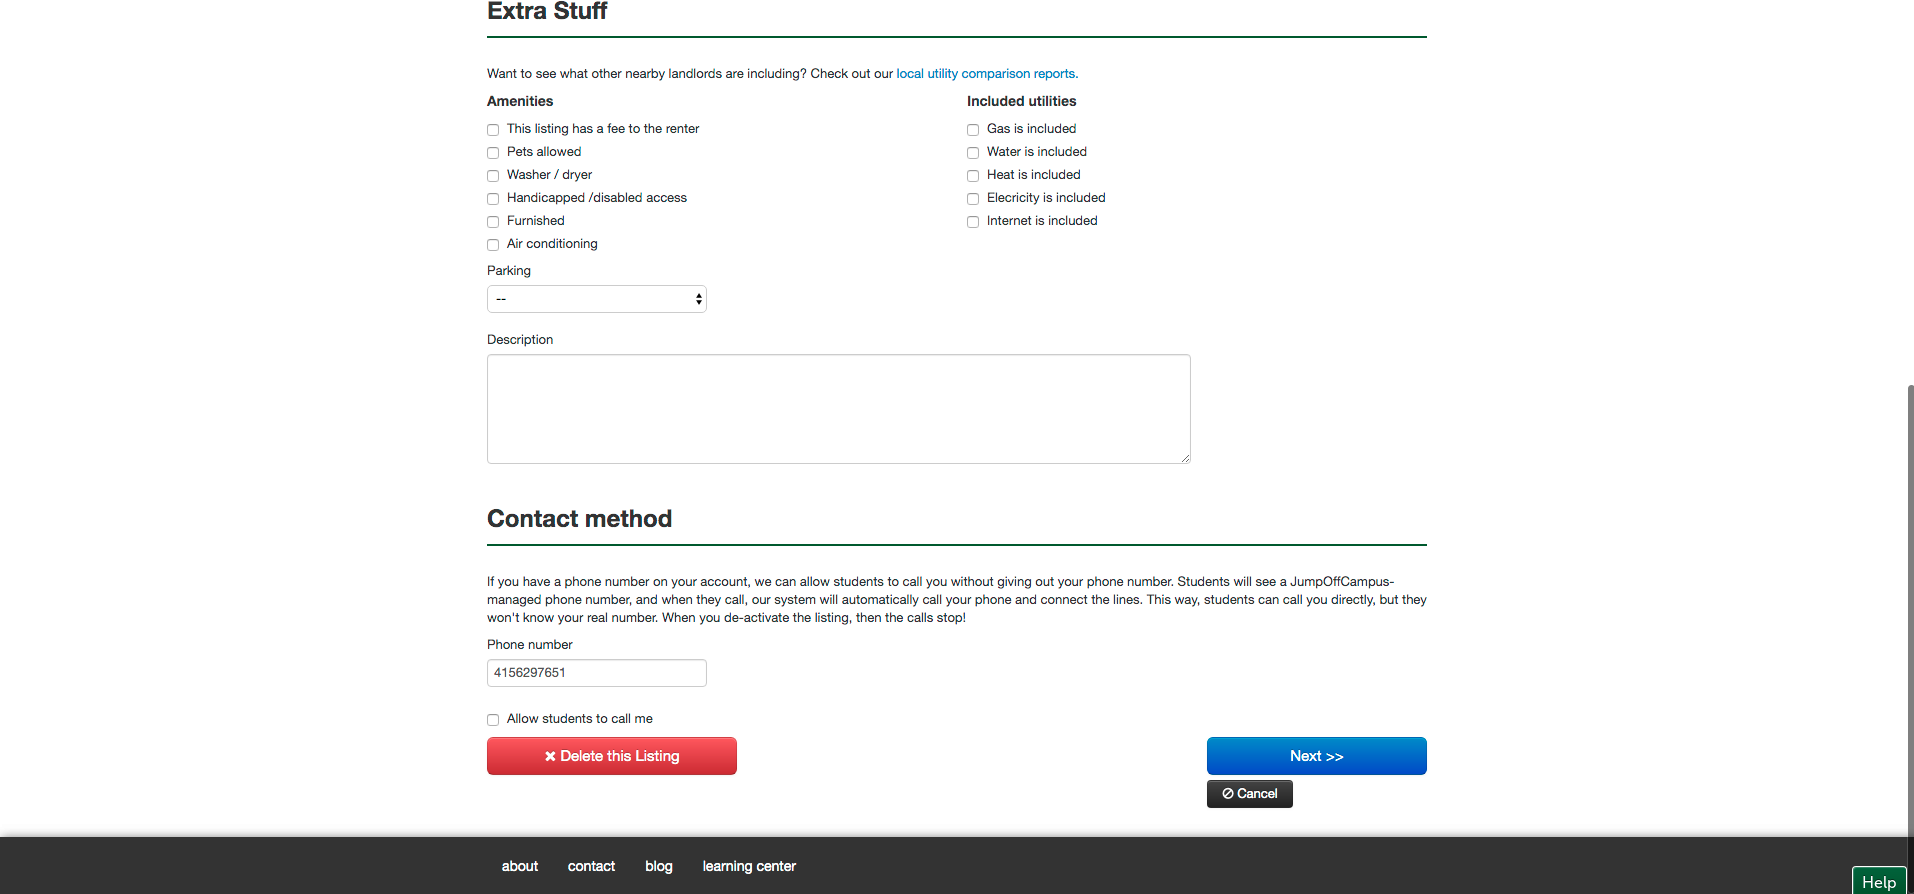 Extra Stuff
Want to see what other nearby landlords are including? Check out our local utility comparison reports.
Amenities
This listing has a fee to the renter
Pets allowed
Washer / dryer
Handicapped /disabled access
Furnished
Air conditioning
Included utilities
Gas is included
Water is included
Heat is included
Elecricity is included
Internet is included
Parking
--
Description
Contact method
If you have a phone number on your account, we can allow students to call you without giving out your phone number. Students will see a JumpOffCampus-
managed phone number, and when they call, our system will automatically call your phone and connect the lines. This way, students can call you directly, but they
won't know your real number. When you de-activate the listing, then the calls stop!
Phone number
4156297651
Allow students to call me
Delete this Listing
Next >>
Cancel
about contact blog learning center
Help